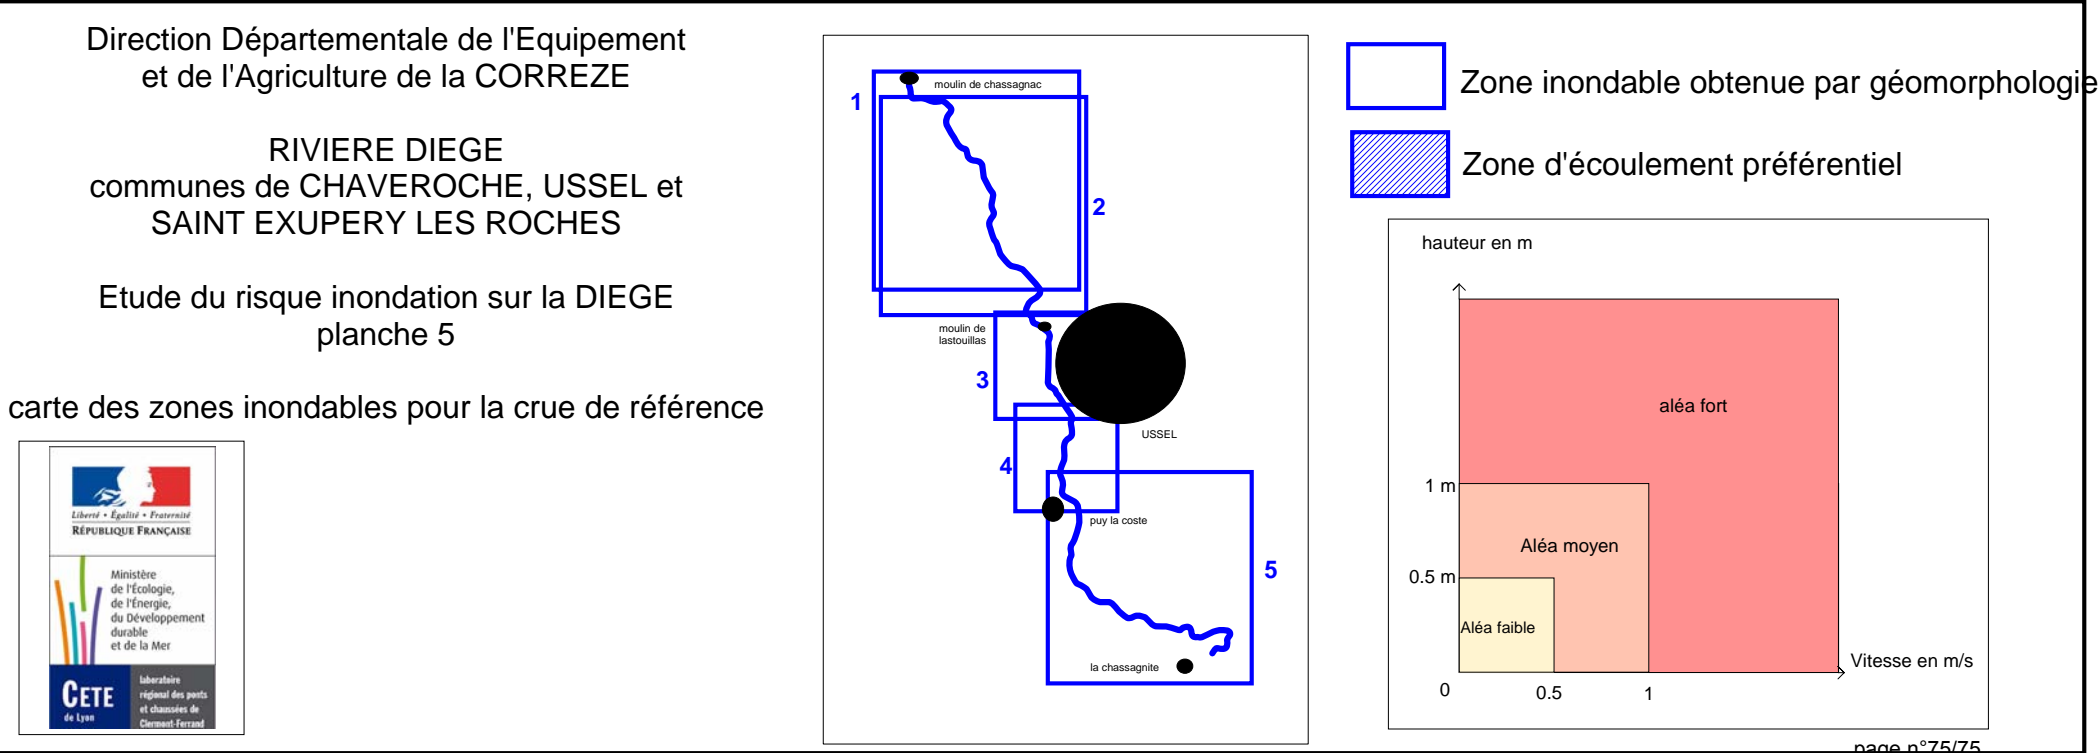 Direction Départementale de l'Equipement
et de l'Agriculture de la CORREZE
RIVIERE DIEGE
communes de CHAVEROCHE, USSEL et
SAINT EXUPERY LES ROCHES
Etude du risque inondation sur la DIEGE
planche 5
carte des zones inondables pour la crue de référence
Liberté • Égalité • Fraternité
RÉPUBLIQUE FRANÇAISE
Ministère
de l'Écologie,
de l'Énergie,
du Développement
durable
et de la Mer
CETE
de Lyon
laboratoire
régional des ponts
et chaussées de
Clermont-Ferrand
1
moulin de chassagnac
2
moulin de
lastouillas
3
USSEL
4
puy la coste
5
la chassagnite
Zone inondable obtenue par géomorphologie
Zone d'écoulement préférentiel
hauteur en m
aléa fort
1 m
Aléa moyen
0.5 m
Aléa faible
Vitesse en m/s
0
0.5
1
page n°75/75